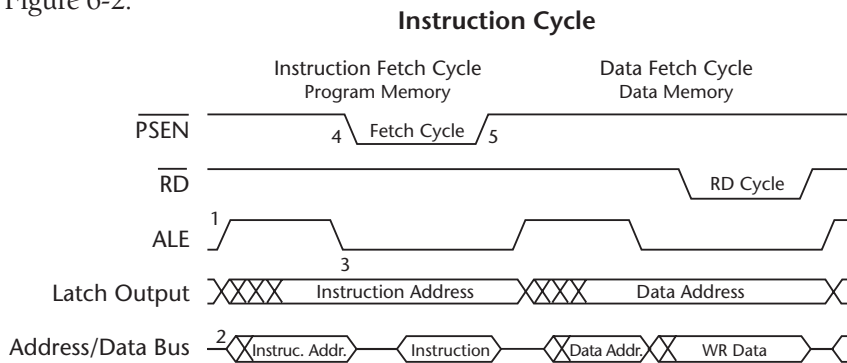 Figure 6-2.
Instruction Cycle
Instruction Fetch Cycle
Program Memory
Data Fetch Cycle
Data Memory
PSEN
4
Fetch Cycle
5
RD
RD Cycle
1
ALE
3
Latch Output
Instruction Address
Data Address
Address/Data Bus
2
Instruc. Addr.
Instruction
Data Addr.
WR Data